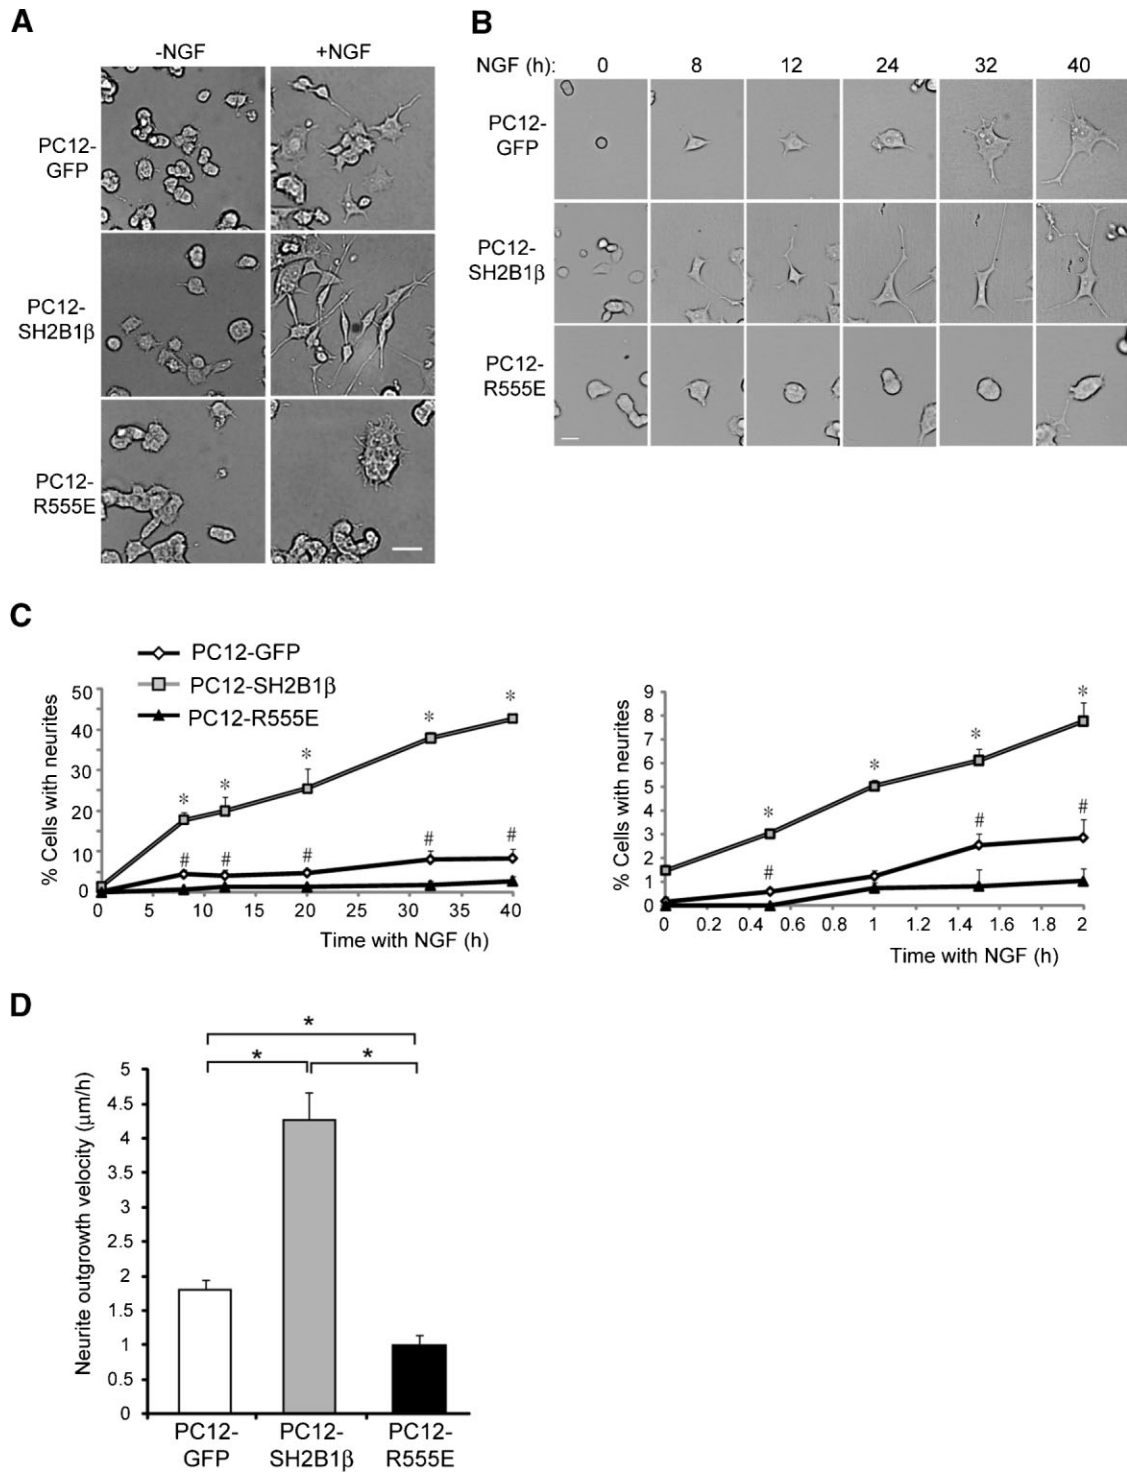 A
-NGF
+NGF
PC12-
GFP
PC12-
SH2B1β
PC12-
R555E
B
NGF (h): 0 8 12 24 32 40
PC12-
GFP
PC12-
SH2B1β
PC12-
R555E
C
PC12-GFP
PC12-SH2B1β
PC12-R555E
% Cells with neurites
50
40
30
20
10
0
* * * * *
# # # # #
0 5 10 15 20 25 30 35 40
Time with NGF (h)
% Cells with neurites
9
8
7
6
5
4
3
2
1
0
* * * *
# # #
0 0.2 0.4 0.6 0.8 1 1.2 1.4 1.6 1.8 2
Time with NGF (h)
D
*
* *
Neurite outgrowth velocity (μm/h)
5
4.5
4
3.5
3
2.5
2
1.5
1
0.5
0
PC12-
GFP
PC12-
SH2B1β
PC12-
R555E